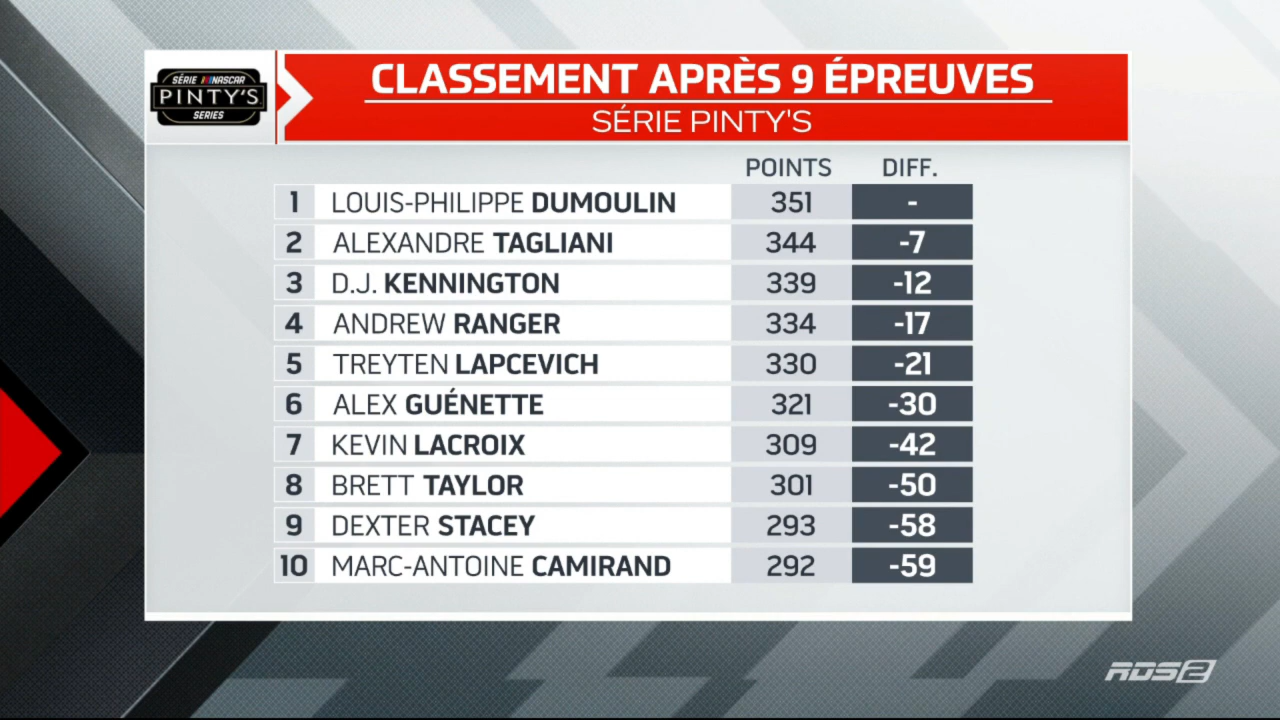 SÉRIE NASCAR
PINTY'S
SERIES
CLASSEMENT APRÈS 9 ÉPREUVES
SÉRIE PINTY'S
POINTS DIFF.
1 LOUIS-PHILIPPE DUMOULIN 351 -
2 ALEXANDRE TAGLIANI 344 -7
3 D.J. KENNINGTON 339 -12
4 ANDREW RANGER 334 -17
5 TREYTEN LAPCEVICH 330 -21
6 ALEX GUÉNETTE 321 -30
7 KEVIN LACROIX 309 -42
8 BRETT TAYLOR 301 -50
9 DEXTER STACEY 293 -58
10 MARC-ANTOINE CAMIRAND 292 -59
RDS2